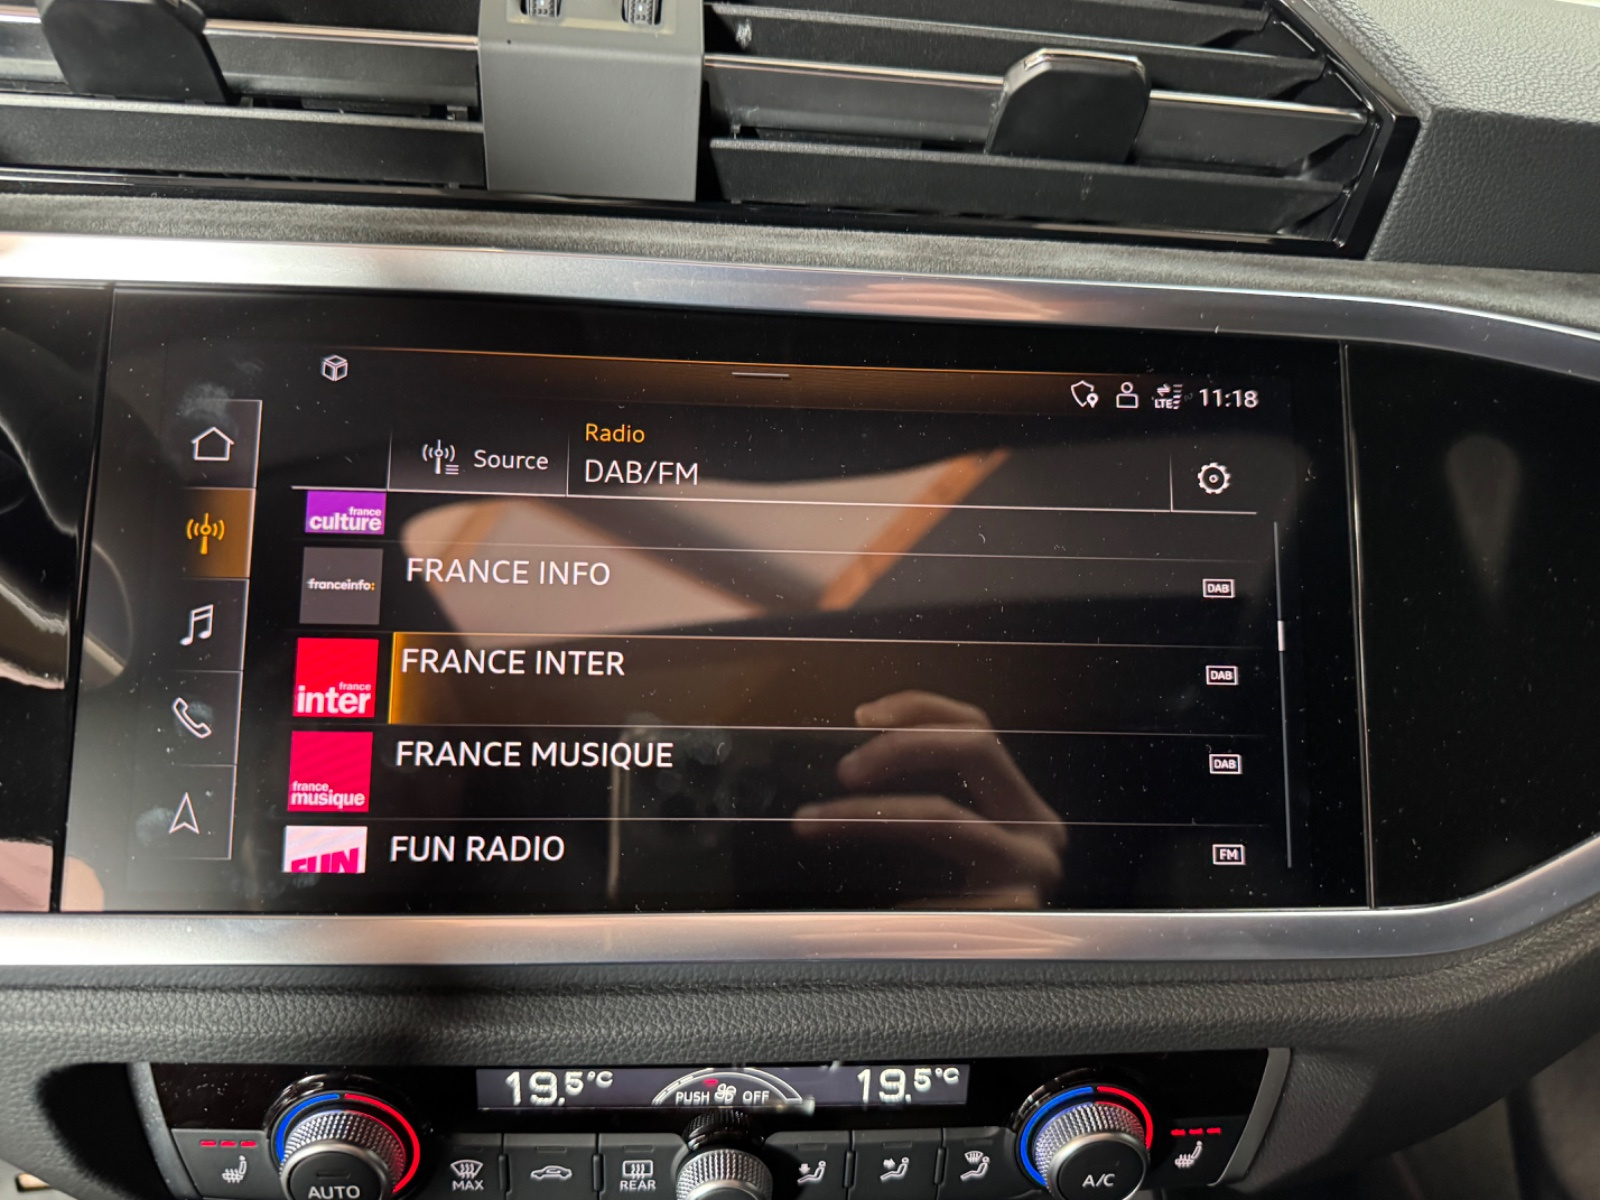 LTE
11:18
Source
Radio
DAB/FM
france
culture
franceinfo:
FRANCE INFO
DAB
france
inter
FRANCE INTER
DAB
france
musique
FRANCE MUSIQUE
DAB
FUN
FUN RADIO
FM
19.5°C
PUSH OFF
19.5°C
AUTO
MAX
REAR
A/C